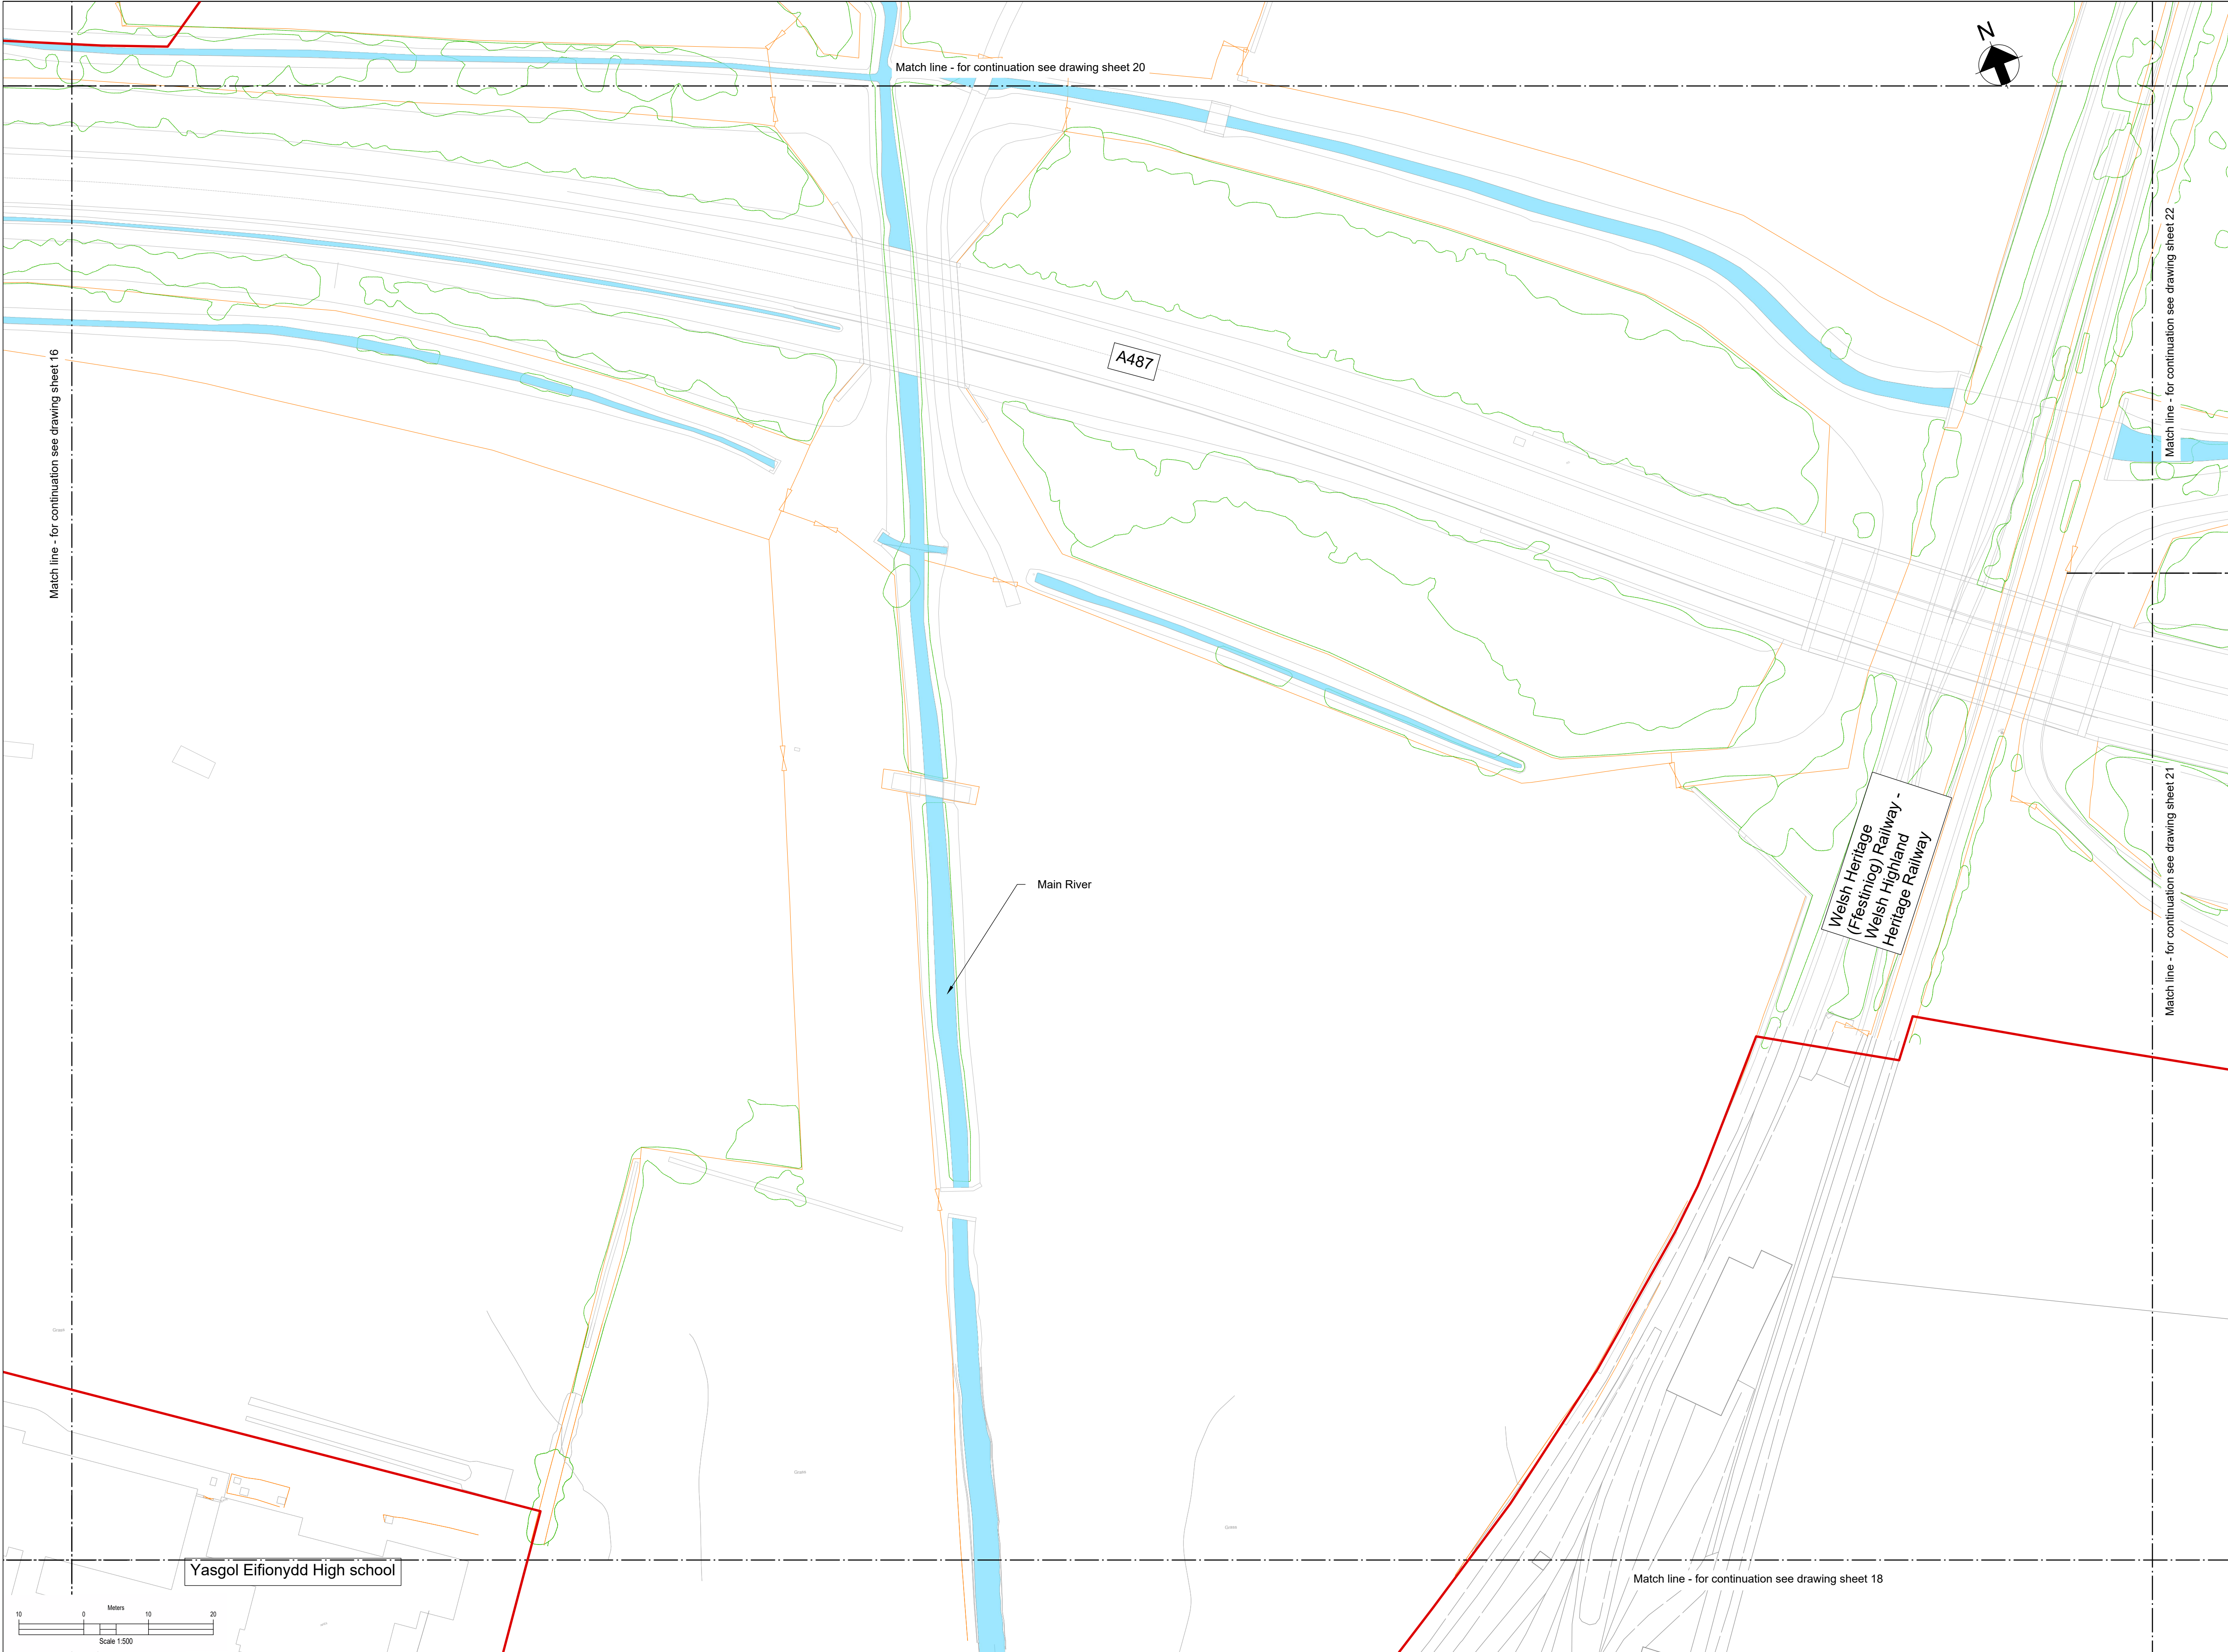 N
Match line - for continuation see drawing sheet 20
Match line - for continuation see drawing sheet 22
Match line - for continuation see drawing sheet 16
A487
Welsh Heritage
(Ffestiniog) Railway -
Welsh Highland
Heritage Railway
Match line - for continuation see drawing sheet 21
Main River
Yasgol Eifionydd High school
Match line - for continuation see drawing sheet 18
Meters
10 0 10 20
Scale 1:500